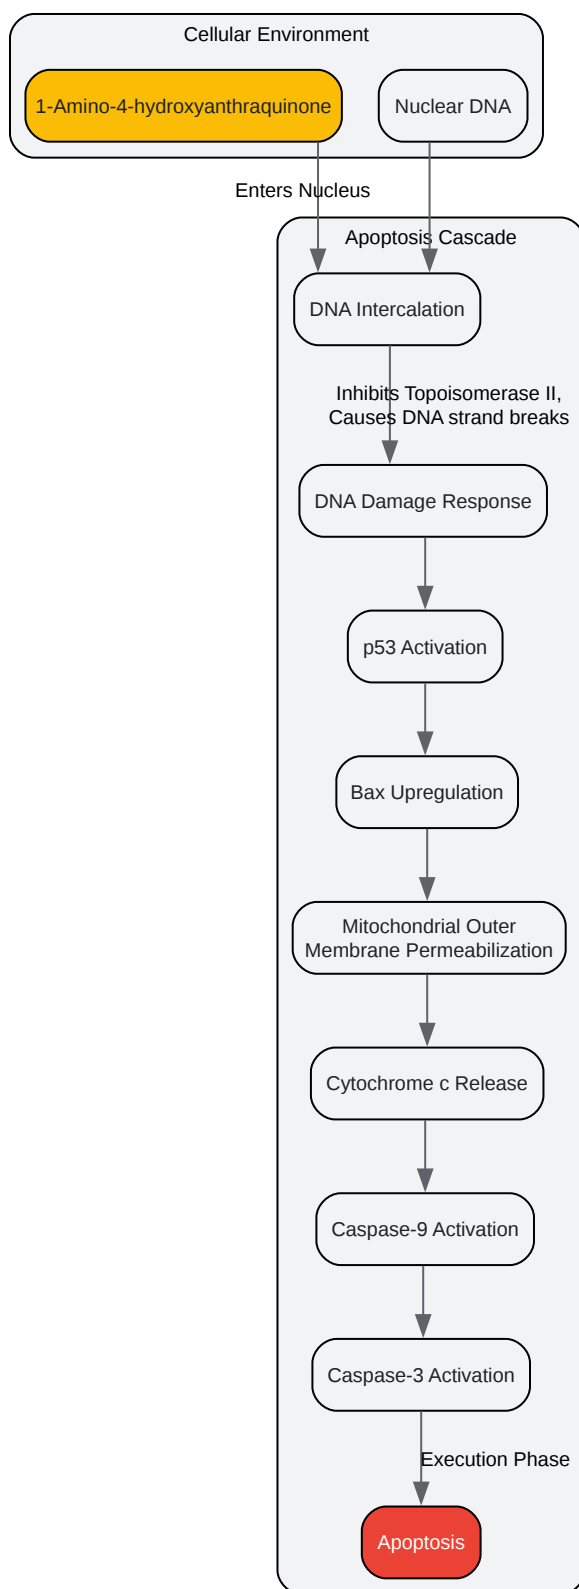 Cellular Environment
1-Amino-4-hydroxyanthraquinone
Nuclear DNA
Enters Nucleus
Apoptosis Cascade
DNA Intercalation
Inhibits Topoisomerase II,
Causes DNA strand breaks
DNA Damage Response
p53 Activation
Bax Upregulation
Mitochondrial Outer
Membrane Permeabilization
Cytochrome c Release
Caspase-9 Activation
Caspase-3 Activation
Execution Phase
Apoptosis